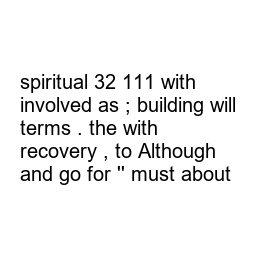 spiritual 32 111 with
involved as ; building will
terms . the with
recovery , to Although
and go for " must about